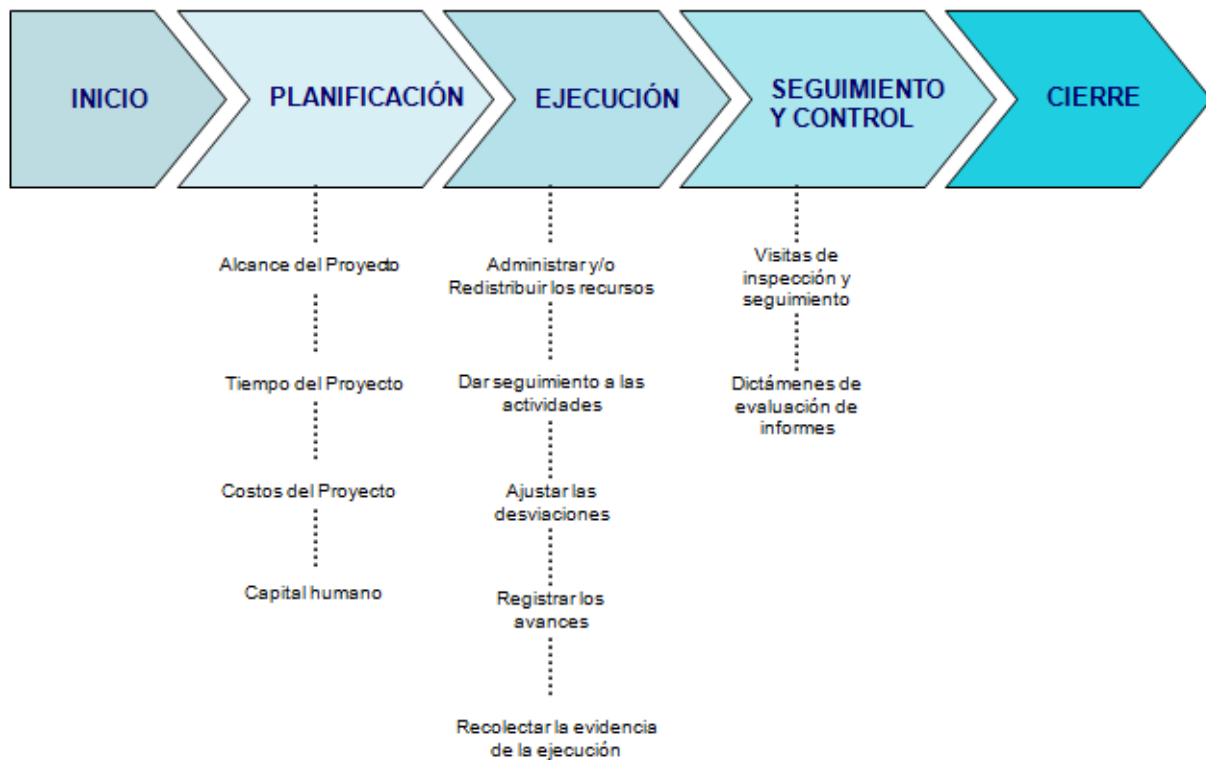 INICIO
PLANIFICACIÓN
EJECUCIÓN
SEGUIMIENTO
Y CONTROL
CIERRE
Alcance del Proyecto
Tiempo del Proyecto
Costos del Proyecto
Capital humano
Administrar y/o
Redistribuir los recursos
Dar seguimiento a las
actividades
Ajustar las
desviaciones
Registrar los
avances
Recolectar la evidencia
de la ejecución
Visitas de
inspección y
seguimiento
Dictámenes de
evaluación de
informes